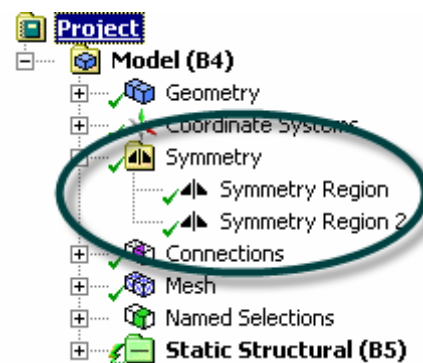 Project
Model (B4)
Geometry
Coordinate Systems
Symmetry
Symmetry Region
Symmetry Region 2
Connections
Mesh
Named Selections
Static Structural (B5)